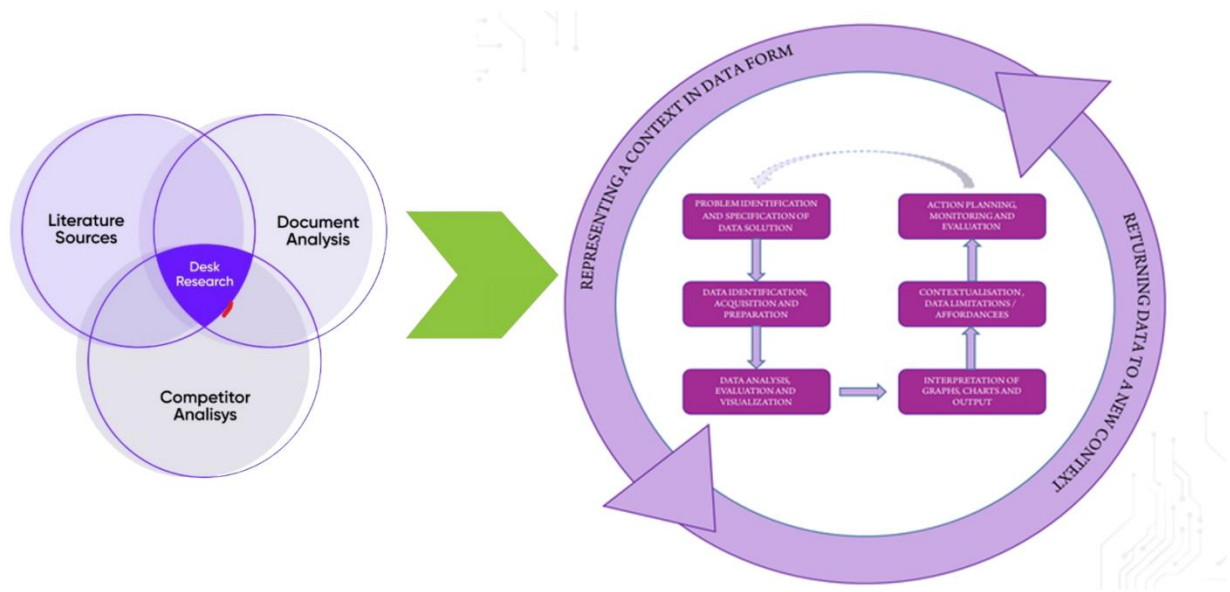 Literature
Sources
Document
Analysis
Desk
Research
Competitor
Analisys
REPRESENTING A CONTEXT IN DATA FORM
PROBLEM IDENTIFICATION
AND SPECIFICATION OF
DATA SOLUTION
DATA IDENTIFICATION,
ACQUISITION AND
PREPARATION
DATA ANALYSIS,
EVALUATION AND
VISUALIZATION
INTERPRETATION OF
GRAPHS, CHARTS AND
OUTPUT
CONTEXTUALISATION ,
DATA LIMITATIONS /
AFFORDANCEES
ACTION PLANNING,
MONITORING AND
EVALUATION
RETURNING DATA TO A NEW CONTEXT